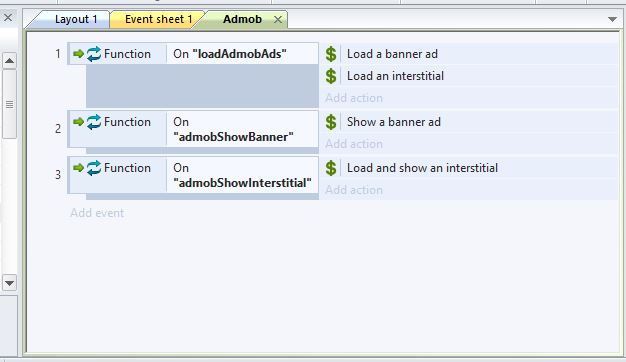 Layout 1 Event sheet 1 Admob
1 Function On "loadAdmobAds" Load a banner ad
Load an interstitial
Add action
2 Function On "admobShowBanner" Show a banner ad
Add action
3 Function On "admobShowInterstitial" Load and show an interstitial
Add action
Add event